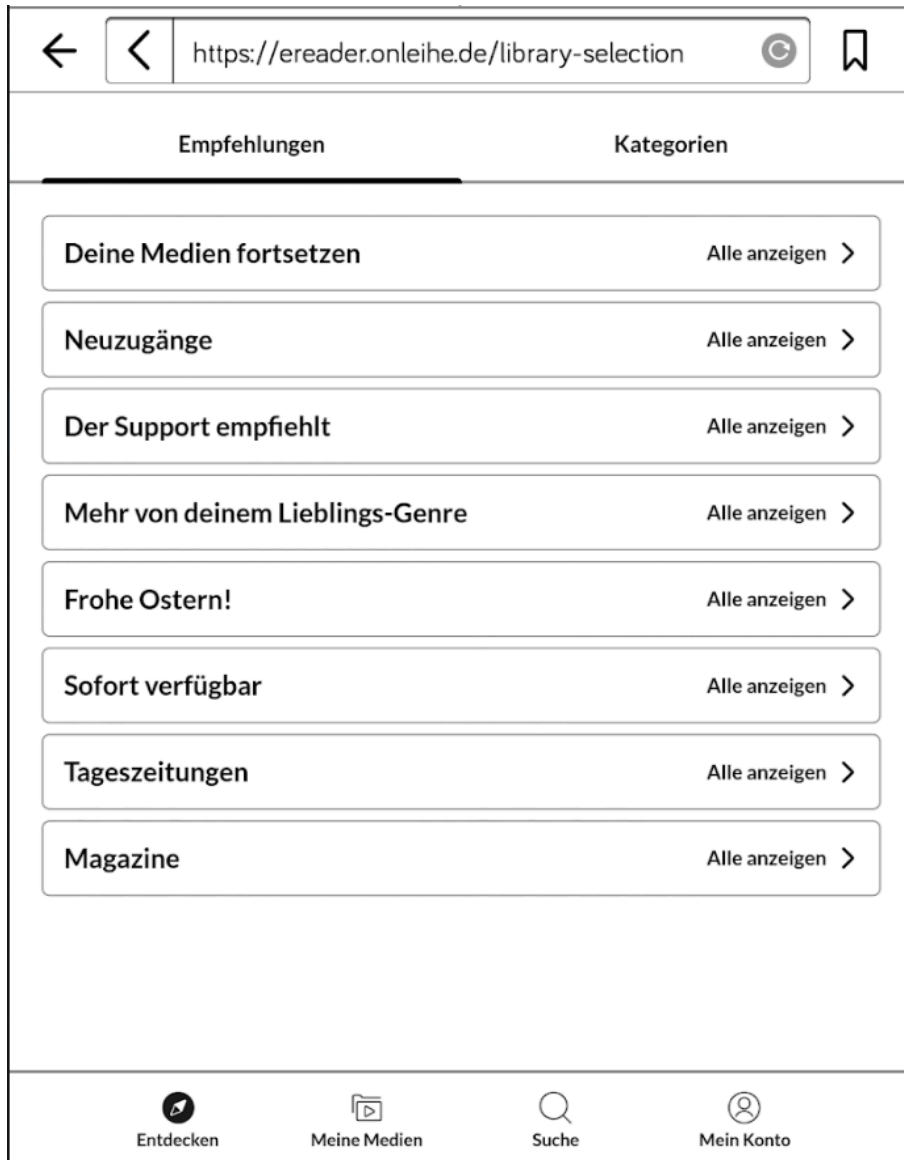 https://ereader.onleihe.de/library-selection
Empfehlungen Kategorien
Deine Medien fortsetzen Alle anzeigen
Neuzugänge Alle anzeigen
Der Support empfiehlt Alle anzeigen
Mehr von deinem Lieblings-Genre Alle anzeigen
Frohe Ostern! Alle anzeigen
Sofort verfügbar Alle anzeigen
Tageszeitungen Alle anzeigen
Magazine Alle anzeigen
Entdecken Meine Medien Suche Mein Konto